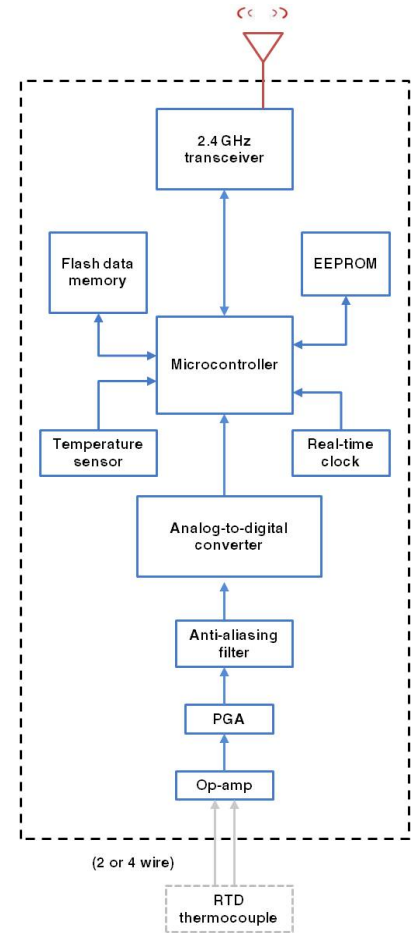 2.4 GHz
transceiver
Flash data
memory
EEPROM
Microcontroller
Temperature
sensor
Real-time
clock
Analog-to-digital
converter
Anti-aliasing
filter
PGA
Op-amp
(2 or 4 wire)
RTD
thermocouple